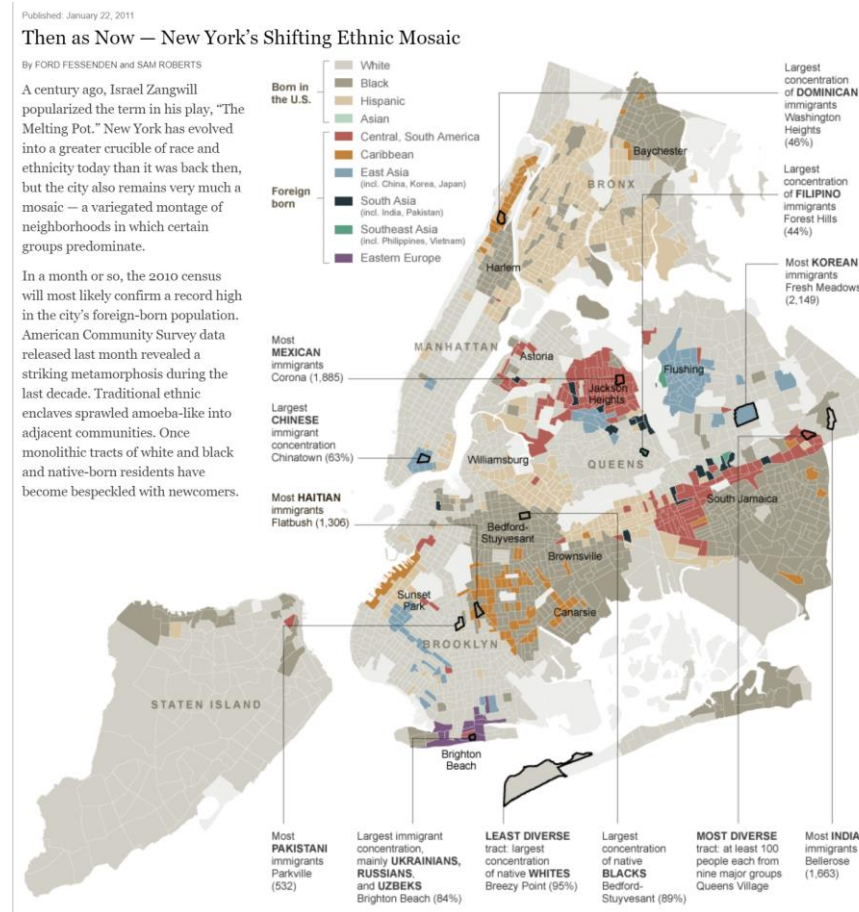 Published: January 22, 2011
Then as Now — New York's Shifting Ethnic Mosaic
By FORD FESSENDEN and SAM ROBERTS
A century ago, Israel Zangwill
popularized the term in his play, “The
Melting Pot.” New York has evolved
into a greater crucible of race and
ethnicity today than it was back then,
but the city also remains very much a
mosaic — a variegated montage of
neighborhoods in which certain
groups predominate.
In a month or so, the 2010 census
will most likely confirm a record high
in the city's foreign-born population.
American Community Survey data
released last month revealed a
striking metamorphosis during the
last decade. Traditional ethnic
enclaves sprawled amoeba-like into
adjacent communities. Once
monolithic tracts of white and black
and native-born residents have
become bespeckled with newcomers.
Born in
the U.S.
White
Black
Hispanic
Asian
Foreign
born
Central, South America
Caribbean
East Asia
(incl. China, Korea, Japan)
South Asia
(incl. India, Pakistan)
Southeast Asia
(incl. Philippines, Vietnam)
Eastern Europe
Largest
concentration
of DOMINICAN
immigrants
Washington
Heights
(46%)
Largest
concentration
of FILIPINO
immigrants
Forest Hills
(44%)
Most KOREAN
immigrants
Fresh Meadows
(2,149)
Baychester
BRONX
Harlem
MANHATTAN
Astoria
Jackson
Heights
Flushing
Most
MEXICAN
immigrants
Corona (1,885)
Largest
CHINESE
immigrant
concentration
Chinatown (63%)
Williamsburg
QUEENS
South Jamaica
Most HAITIAN
immigrants
Flatbush (1,306)
Bedford-
Stuyvesant
Brownsville
Sunset
Park
Canarsie
BROOKLYN
STATEN ISLAND
Brighton
Beach
Most
PAKISTANI
immigrants
Parkville
(532)
Largest immigrant
concentration,
mainly UKRAINIANS,
RUSSIANS,
and UZBEKS
Brighton Beach (84%)
LEAST DIVERSE
tract: largest
concentration
of native WHITES
Breezy Point (95%)
Largest
concentration
of native
BLACKS
Bedford-
Stuyvesant (89%)
MOST DIVERSE
tract: at least 100
people each from
nine major groups
Queens Village
Most INDIA
immigrants
Bellerose
(1,663)